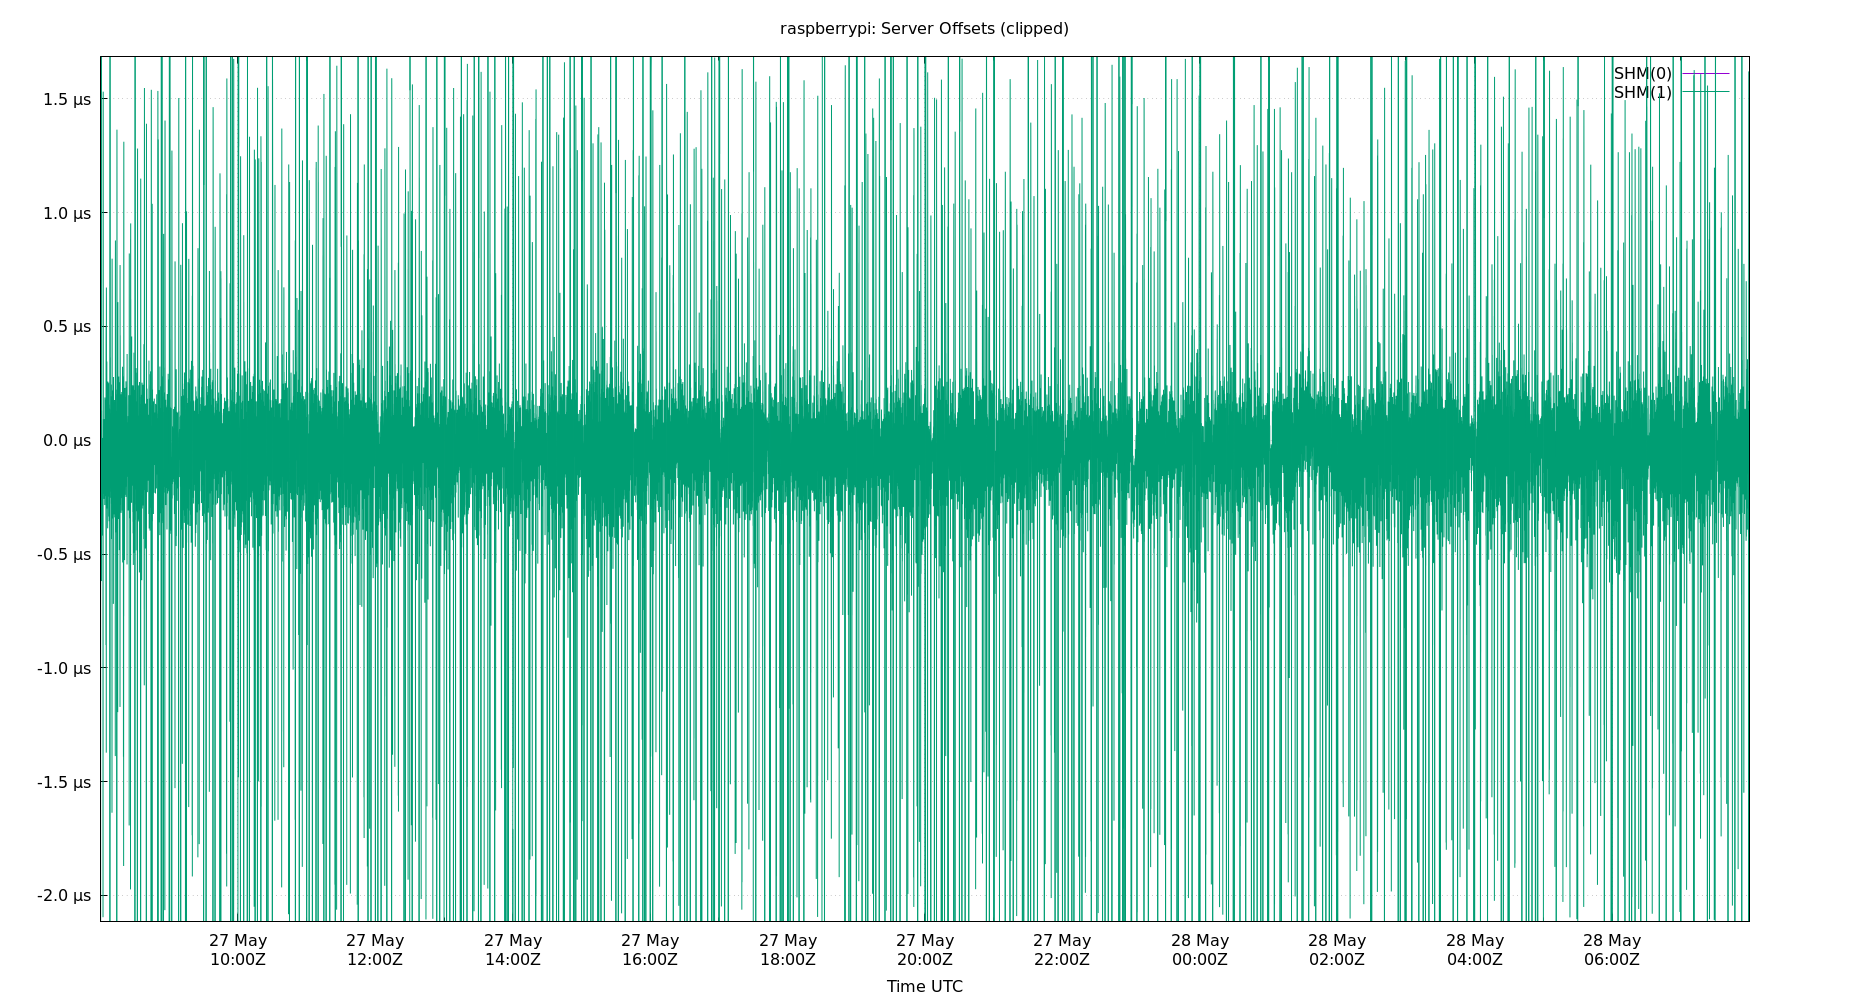 raspberrypi: Server Offsets (clipped)
SHM(0)
SHM(1)
1.5 µs
1.0 µs
0.5 µs
0.0 µs
-0.5 µs
-1.0 µs
-1.5 µs
-2.0 µs
27 May 27 May 27 May 27 May 27 May 27 May 27 May 28 May 28 May 28 May 28 May
10:00Z 12:00Z 14:00Z 16:00Z 18:00Z 20:00Z 22:00Z 00:00Z 02:00Z 04:00Z 06:00Z
Time UTC